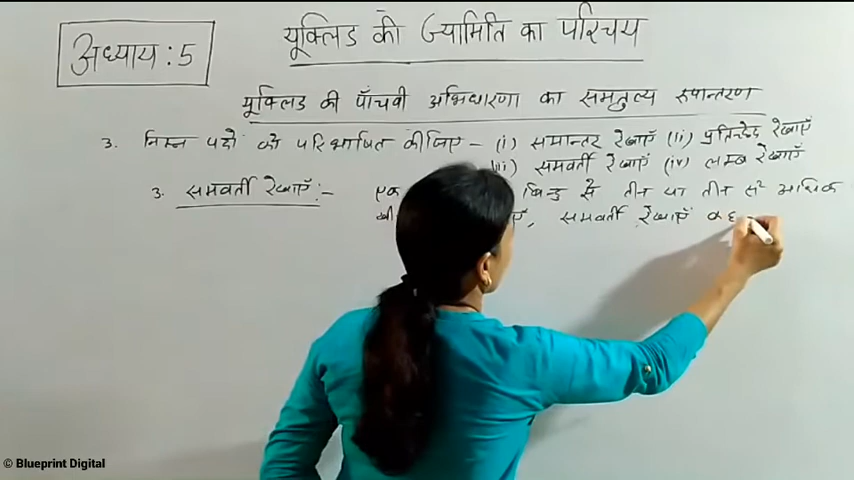 अध्याय : 5
यूक्लिड की ज्यामिति का परिचय
यूक्लिड की पाँचवी अभिधारणा का समतुल्य रूपान्तरण
3. निम्न पदों को परिभाषित कीजिए - (i) समान्तर रेखाएँ (ii) प्रतिच्छेद रेखाएँ
(iii) समवर्ती रेखाएँ (iv) लम्ब रेखाएँ
3. समवर्ती रेखाएँ :- एक बिन्दु से तीन या तीन से अधिक
समवर्ती रेखाएँ कह
© Blueprint Digital